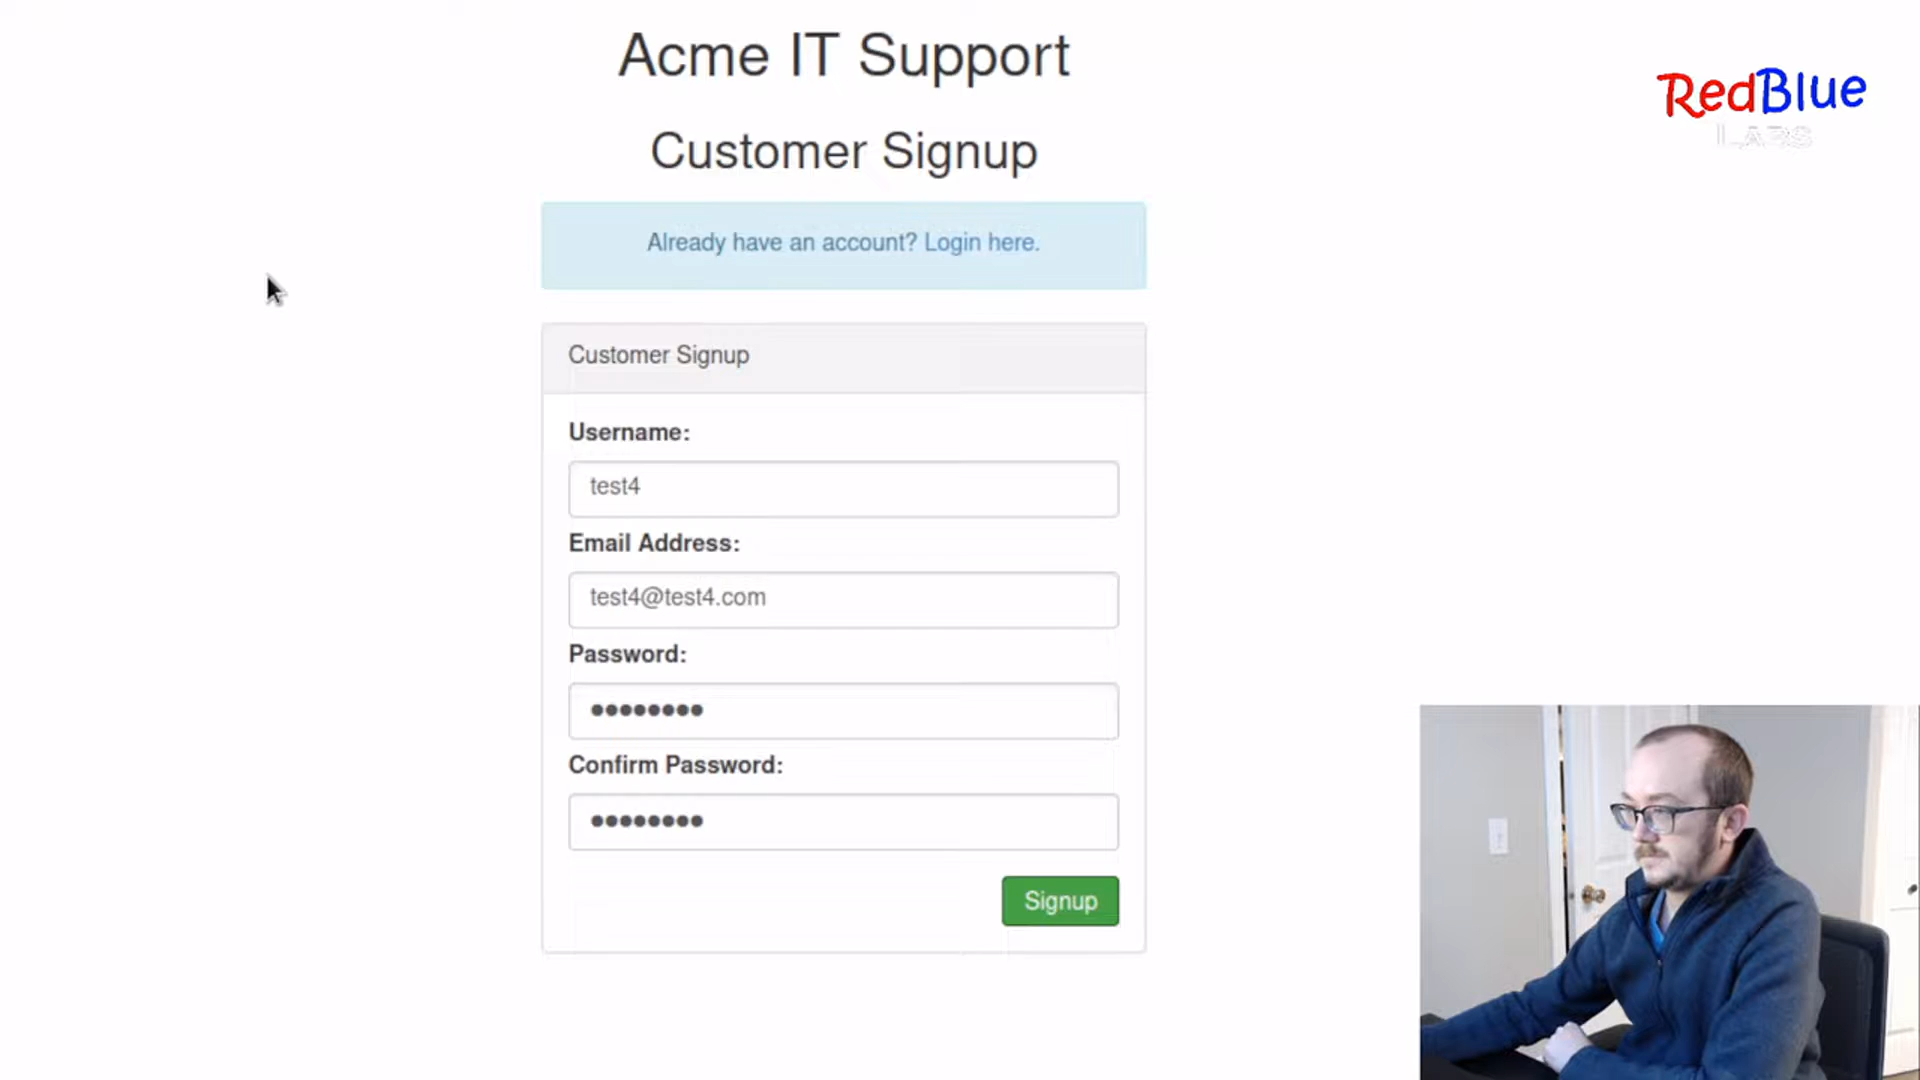 Acme IT Support
RedBlue
LABS
Customer Signup
Already have an account? Login here.
Customer Signup
Username:
test4
Email Address:
test4@test4.com
Password:
••••••••
Confirm Password:
••••••••
Signup